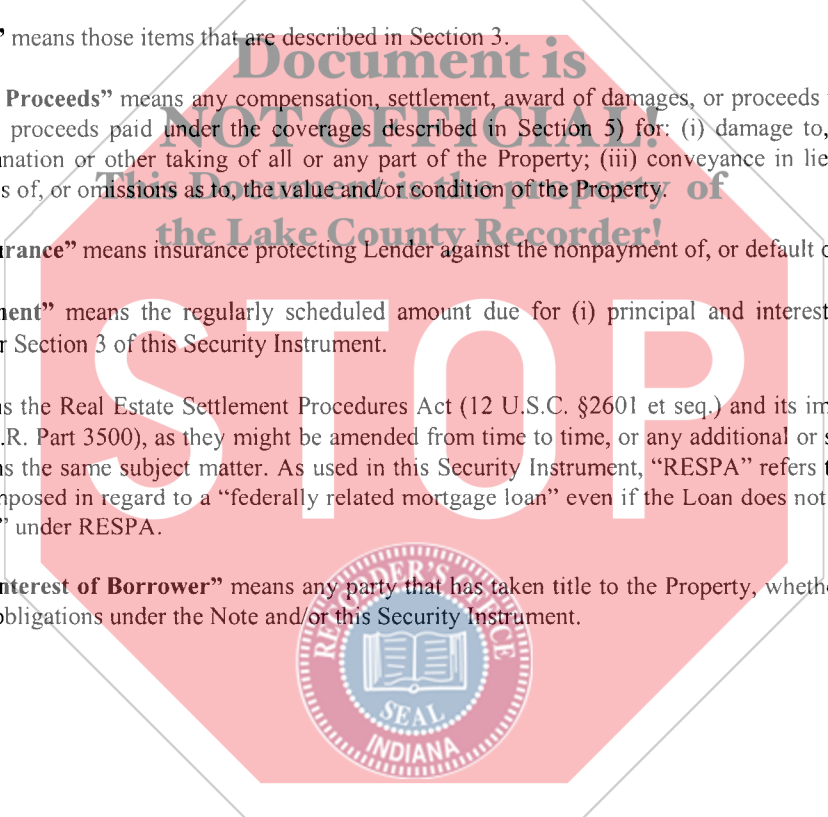 ” means those items that are described in Section 3.
Document is
Proceeds” means any compensation, settlement, award of damages, or proceeds
NOT OFFICIAL!
proceeds paid under the coverages described in Section 5) for: (i) damage to,
nation or other taking of all or any part of the Property; (iii) conveyance in lie
This Document is the property of
s of, or omissions as to, the value and/or condition of the Property.
the Lake County Recorder!
rance” means insurance protecting Lender against the nonpayment of, or default
nent” means the regularly scheduled amount due for (i) principal and interest
r Section 3 of this Security Instrument.
STOP
s the Real Estate Settlement Procedures Act (12 U.S.C. §2601 et seq.) and its im
.R. Part 3500), as they might be amended from time to time, or any additional or s
s the same subject matter. As used in this Security Instrument, “RESPA” refers t
nposed in regard to a “federally related mortgage loan” even if the Loan does not
” under RESPA.
nterest of Borrower” means any party that has taken title to the Property, wheth
bligations under the Note and/or this Security Instrument.
RECORDER'S OFFICE
SEAL
INDIANA